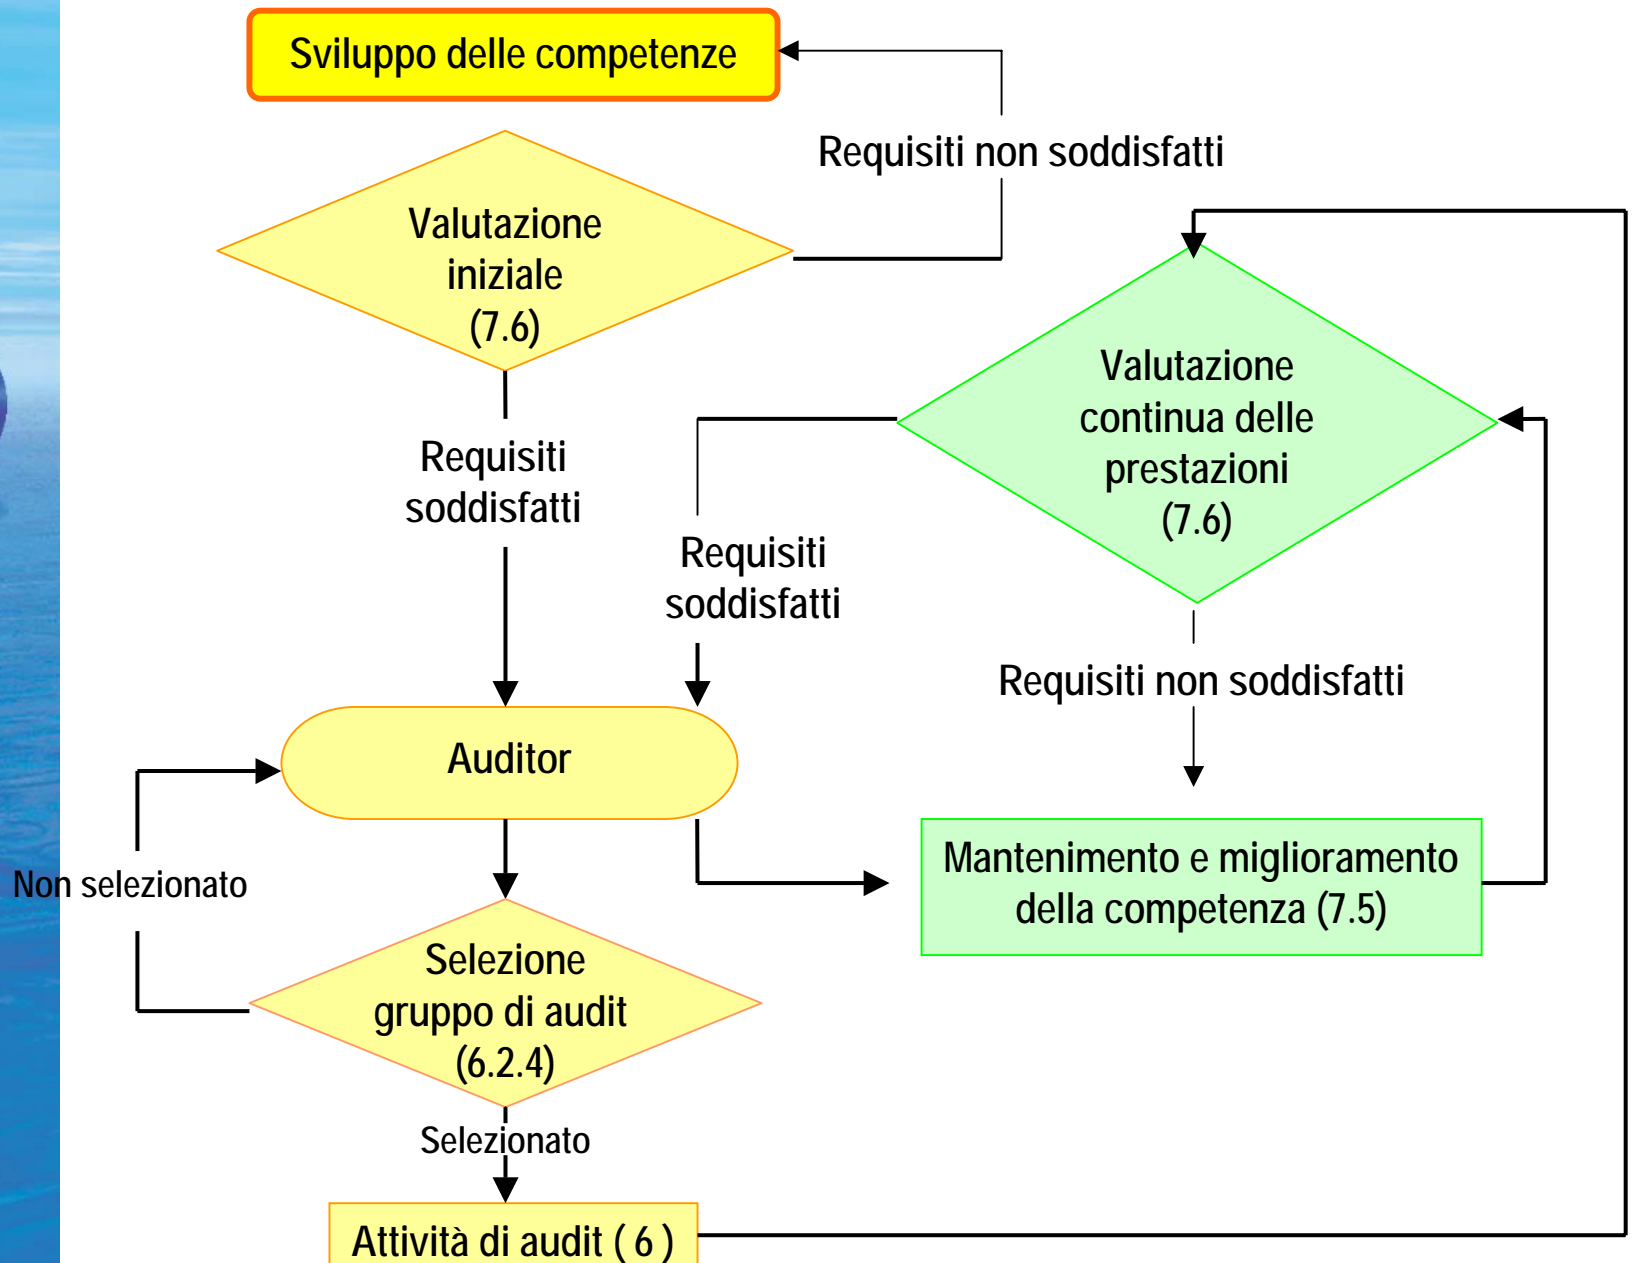 Sviluppo delle competenze
Requisiti non soddisfatti
Valutazione
iniziale
(7.6)
Valutazione
continua delle
prestazioni
(7.6)
Requisiti
soddisfatti
Requisiti
soddisfatti
Requisiti non soddisfatti
Auditor
Mantenimento e miglioramento
della competenza (7.5)
Non selezionato
Selezione
gruppo di audit
(6.2.4)
Selezionato
Attività di audit ( 6 )